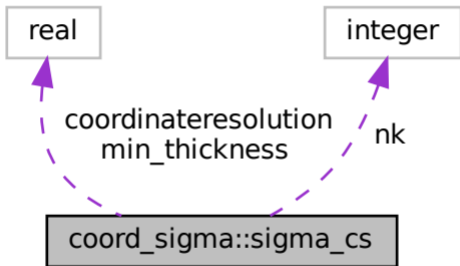 real
integer
coordinateresolution
min_thickness
nk
coord_sigma::sigma_cs